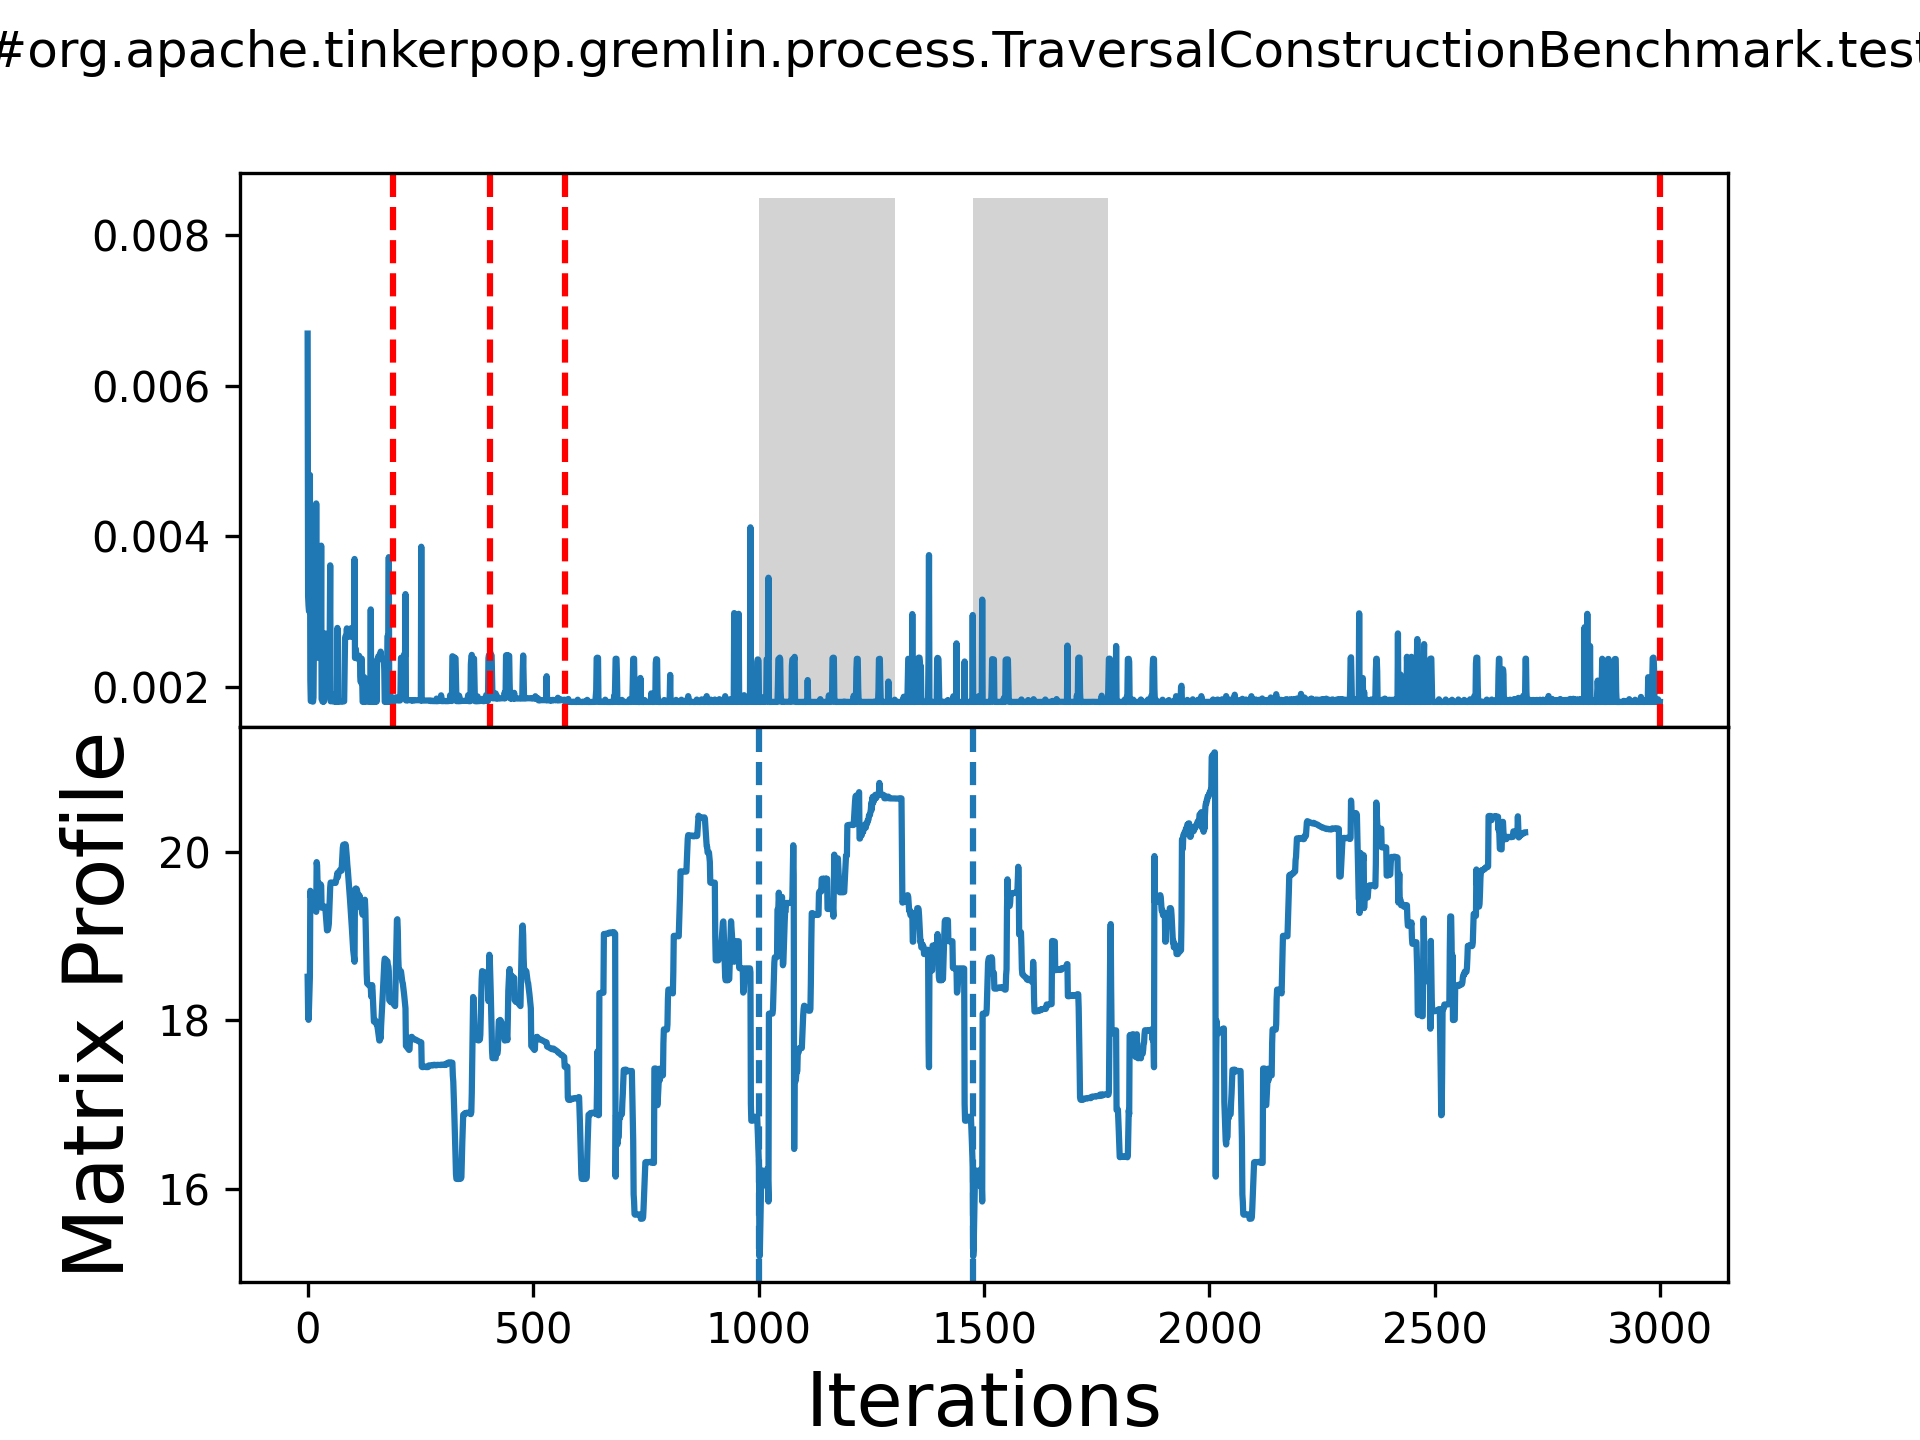 #org.apache.tinkerpop.gremlin.process.TraversalConstructionBenchmark.test
0.008
0.006
0.004
0.002
Matrix Profile
20
18
16
0 500 1000 1500 2000 2500 3000
Iterations